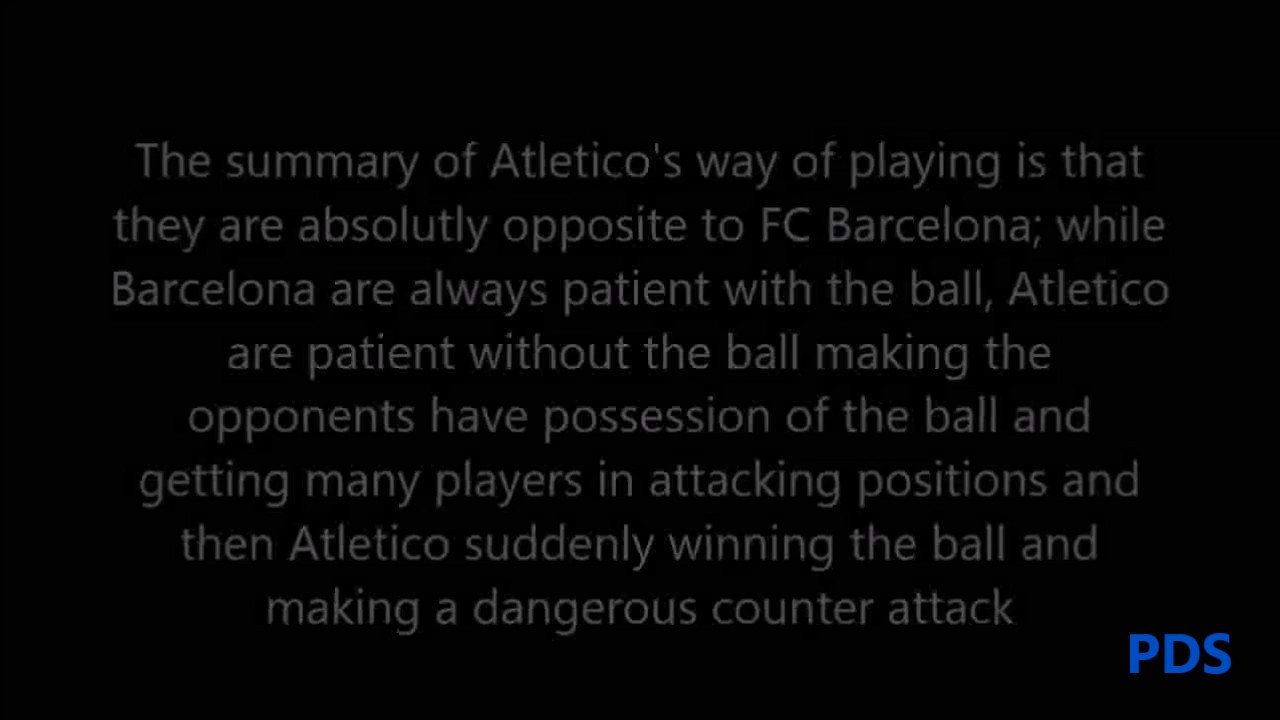 The summary of Atletico's way of playing is that
they are absolutly opposite to FC Barcelona; while
Barcelona are always patient with the ball, Atletico
are patient without the ball making the
opponents have possession of the ball and
getting many players in attacking positions and
then Atletico suddenly winning the ball and
making a dangerous counter attack
PDS